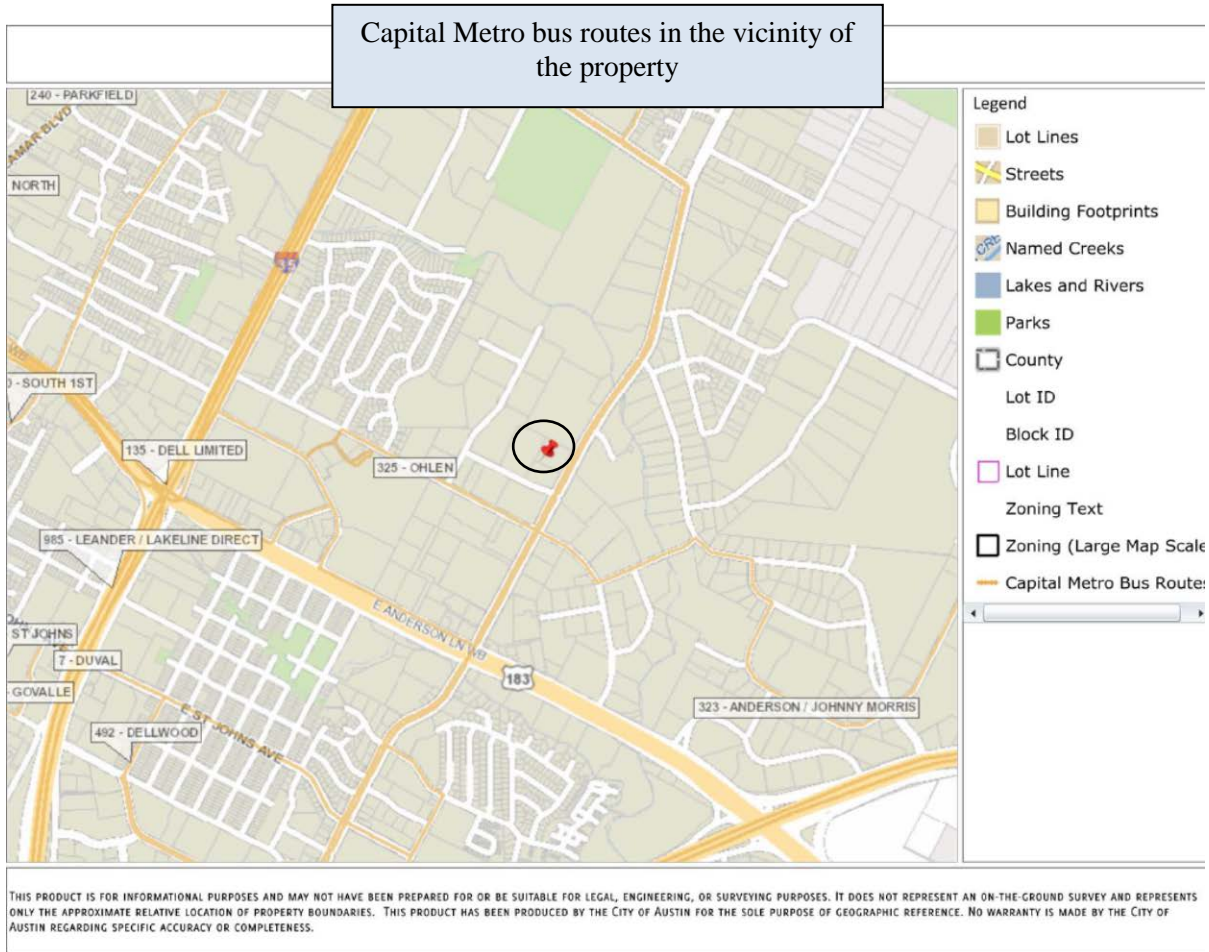 Capital Metro bus routes in the vicinity of
the property
240 - PARKFIELD
AMAR BLVD
NORTH
35
WB
0 - SOUTH 1ST
135 - DELL LIMITED
325 - OHLEN
985 - LEANDER / LAKELINE DIRECT
E ANDERSON LN WB
ST JOHNS
7 - DUVAL
183
- GOVALLE
323 - ANDERSON / JOHNNY MORRIS
E ST JOHNS AVE
492 - DELLWOOD
Legend
Lot Lines
Streets
Building Footprints
CRE
Named Creeks
Lakes and Rivers
Parks
County
Lot ID
Block ID
Lot Line
Zoning Text
Zoning (Large Map Scale
Capital Metro Bus Routes
THIS PRODUCT IS FOR INFORMATIONAL PURPOSES AND MAY NOT HAVE BEEN PREPARED FOR OR BE SUITABLE FOR LEGAL, ENGINEERING, OR SURVEYING PURPOSES. IT DOES NOT REPRESENT AN ON-THE-GROUND SURVEY AND REPRESENTS
ONLY THE APPROXIMATE RELATIVE LOCATION OF PROPERTY BOUNDARIES. THIS PRODUCT HAS BEEN PRODUCED BY THE CITY OF AUSTIN FOR THE SOLE PURPOSE OF GEOGRAPHIC REFERENCE. NO WARRANTY IS MADE BY THE CITY OF
AUSTIN REGARDING SPECIFIC ACCURACY OR COMPLETENESS.